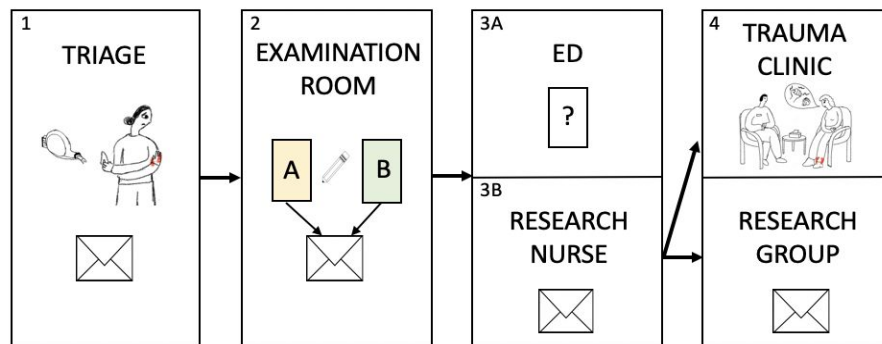 1
TRIAGE
2
EXAMINATION
ROOM
A
B
3A
ED
?
3B
RESEARCH
NURSE
4
TRAUMA
CLINIC
RESEARCH
GROUP